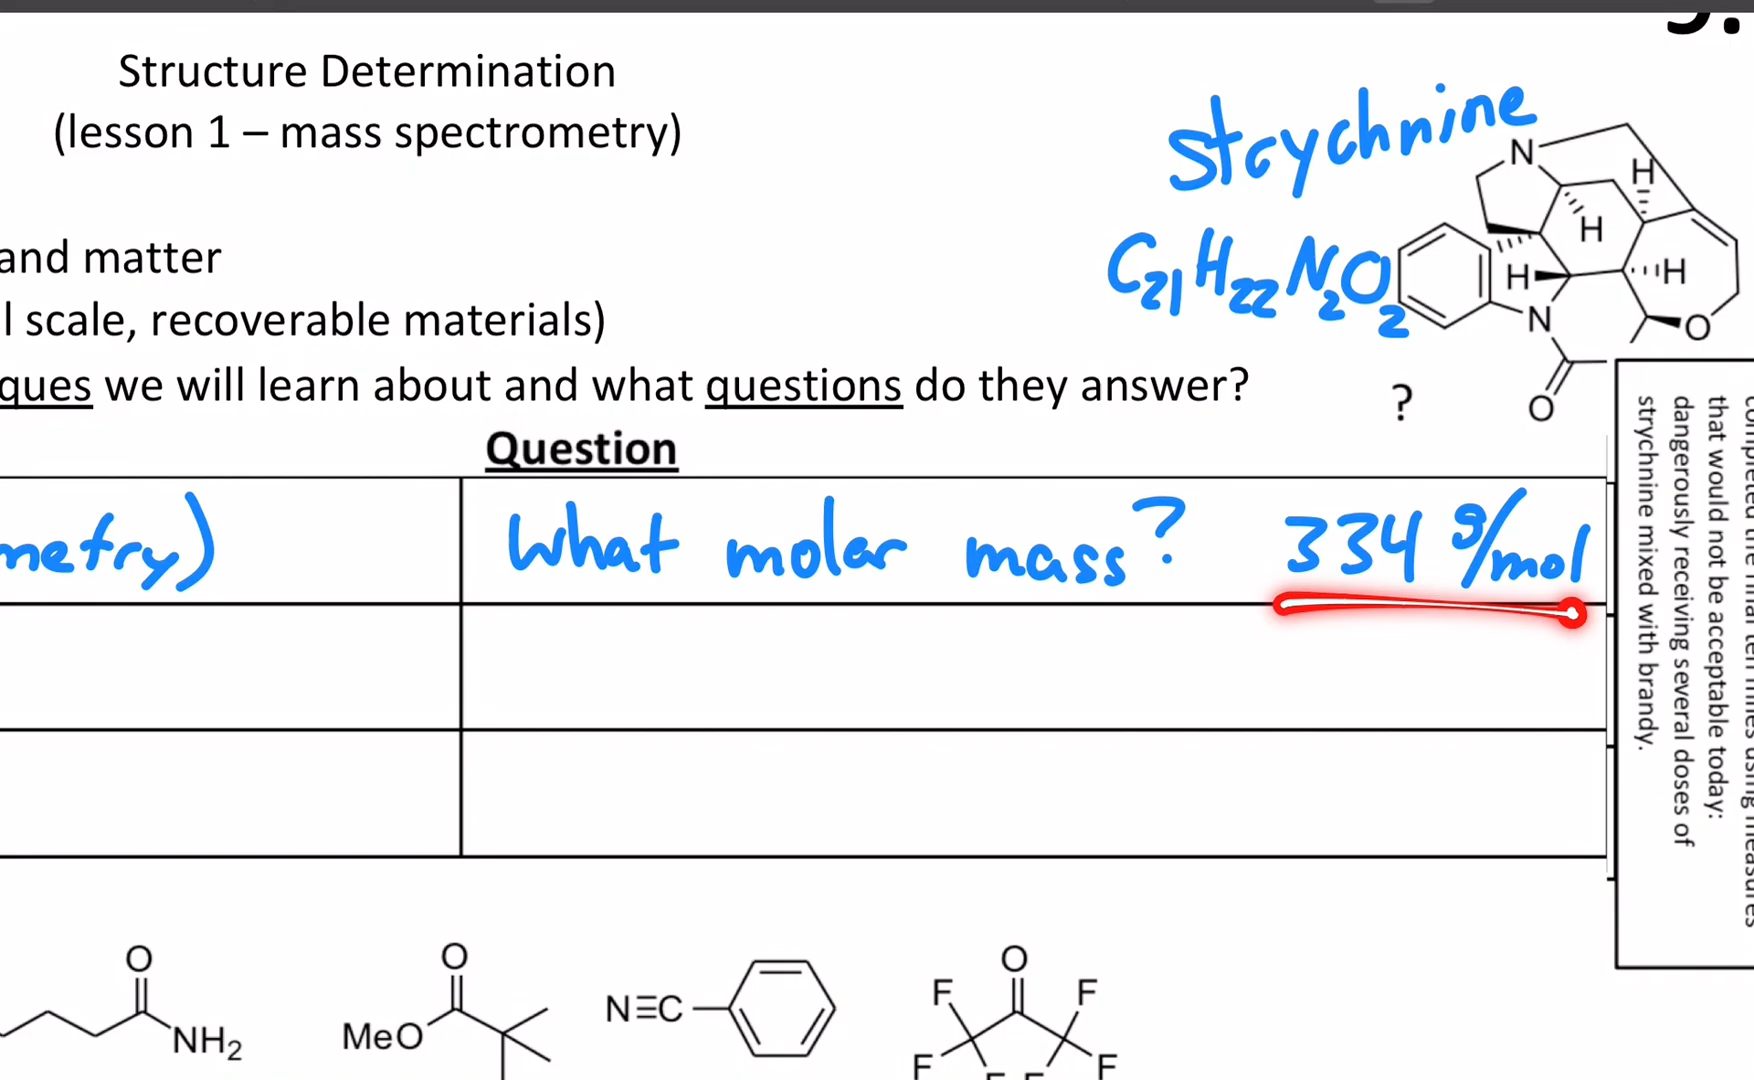 Structure Determination
(lesson 1 – mass spectrometry)
strychnine
C21H22N2O2
N
H
H
H
H
N
O
O
and matter
l scale, recoverable materials)
ques we will learn about and what questions do they answer?
?
Question
metry)
What molar mass? 334 g/mol
that would not be acceptable today:
dangerously receiving several doses of
strychnine mixed with brandy.
O
NH2
O
MeO
N≡C
O
F
F
F
F